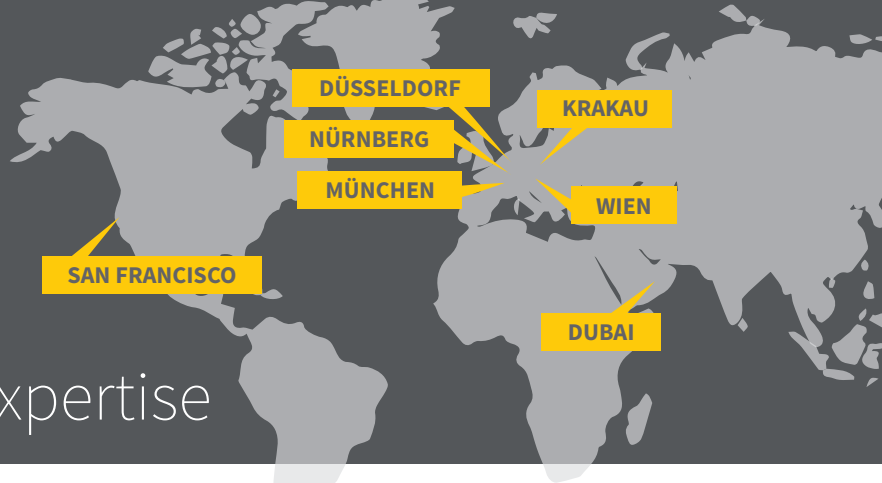 DÜSSELDORF
KRAKAU
NÜRNBERG
MÜNCHEN
WIEN
SAN FRANCISCO
DUBAI
xpertise